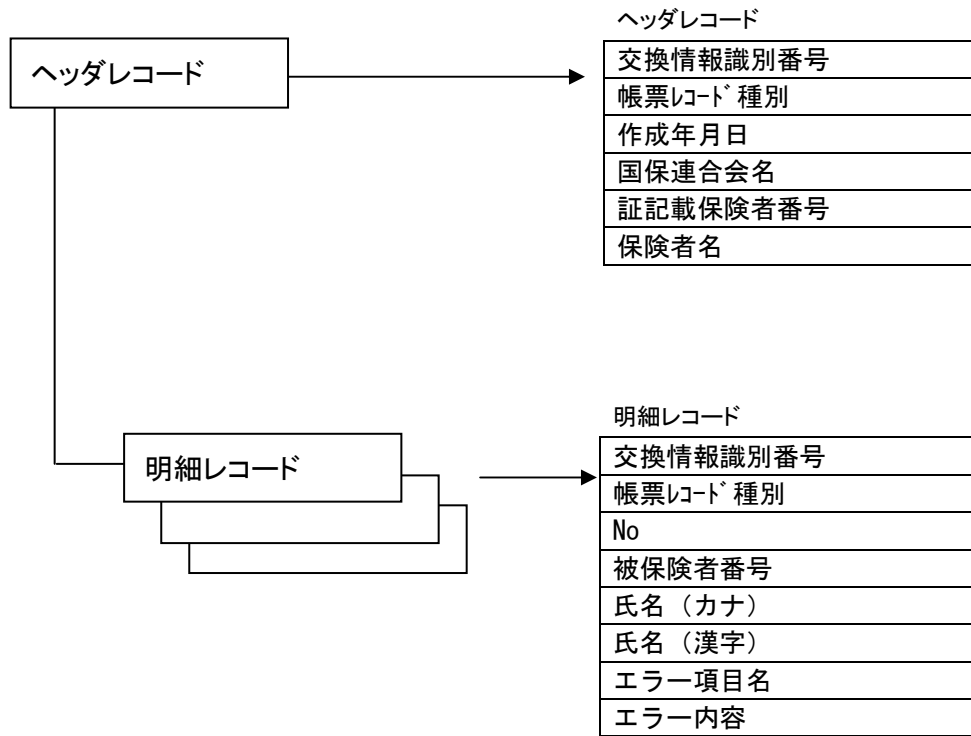 ヘッダレコード
ヘッダレコード
交換情報識別番号
帳票ﾚｺｰﾄﾞ種別
作成年月日
国保連合会名
証記載保険者番号
保険者名
明細レコード
明細レコード
交換情報識別番号
帳票ﾚｺｰﾄﾞ種別
No
被保険者番号
氏名（カナ）
氏名（漢字）
エラー項目名
エラー内容